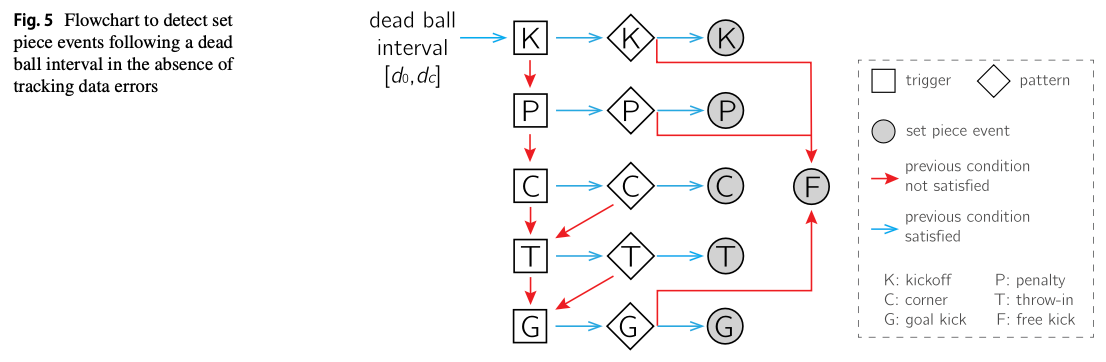 Fig. 5 Flowchart to detect set
piece events following a dead
ball interval in the absence of
tracking data errors
dead ball
interval
[d₀,dc]
K K K
P P P
C C C
F
T T T
G G G
trigger
pattern
set piece event
previous condition
not satisfied
previous condition
satisfied
K: kickoff P: penalty
C: corner T: throw-in
G: goal kick F: free kick